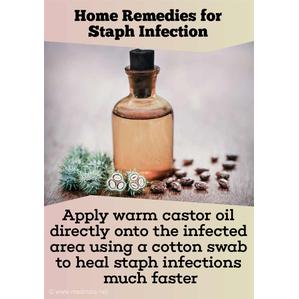 Home Remedies for
Staph Infection
Apply warm castor oil
directly onto the infected
area using a cotton swab
to heal staph infections
much faster